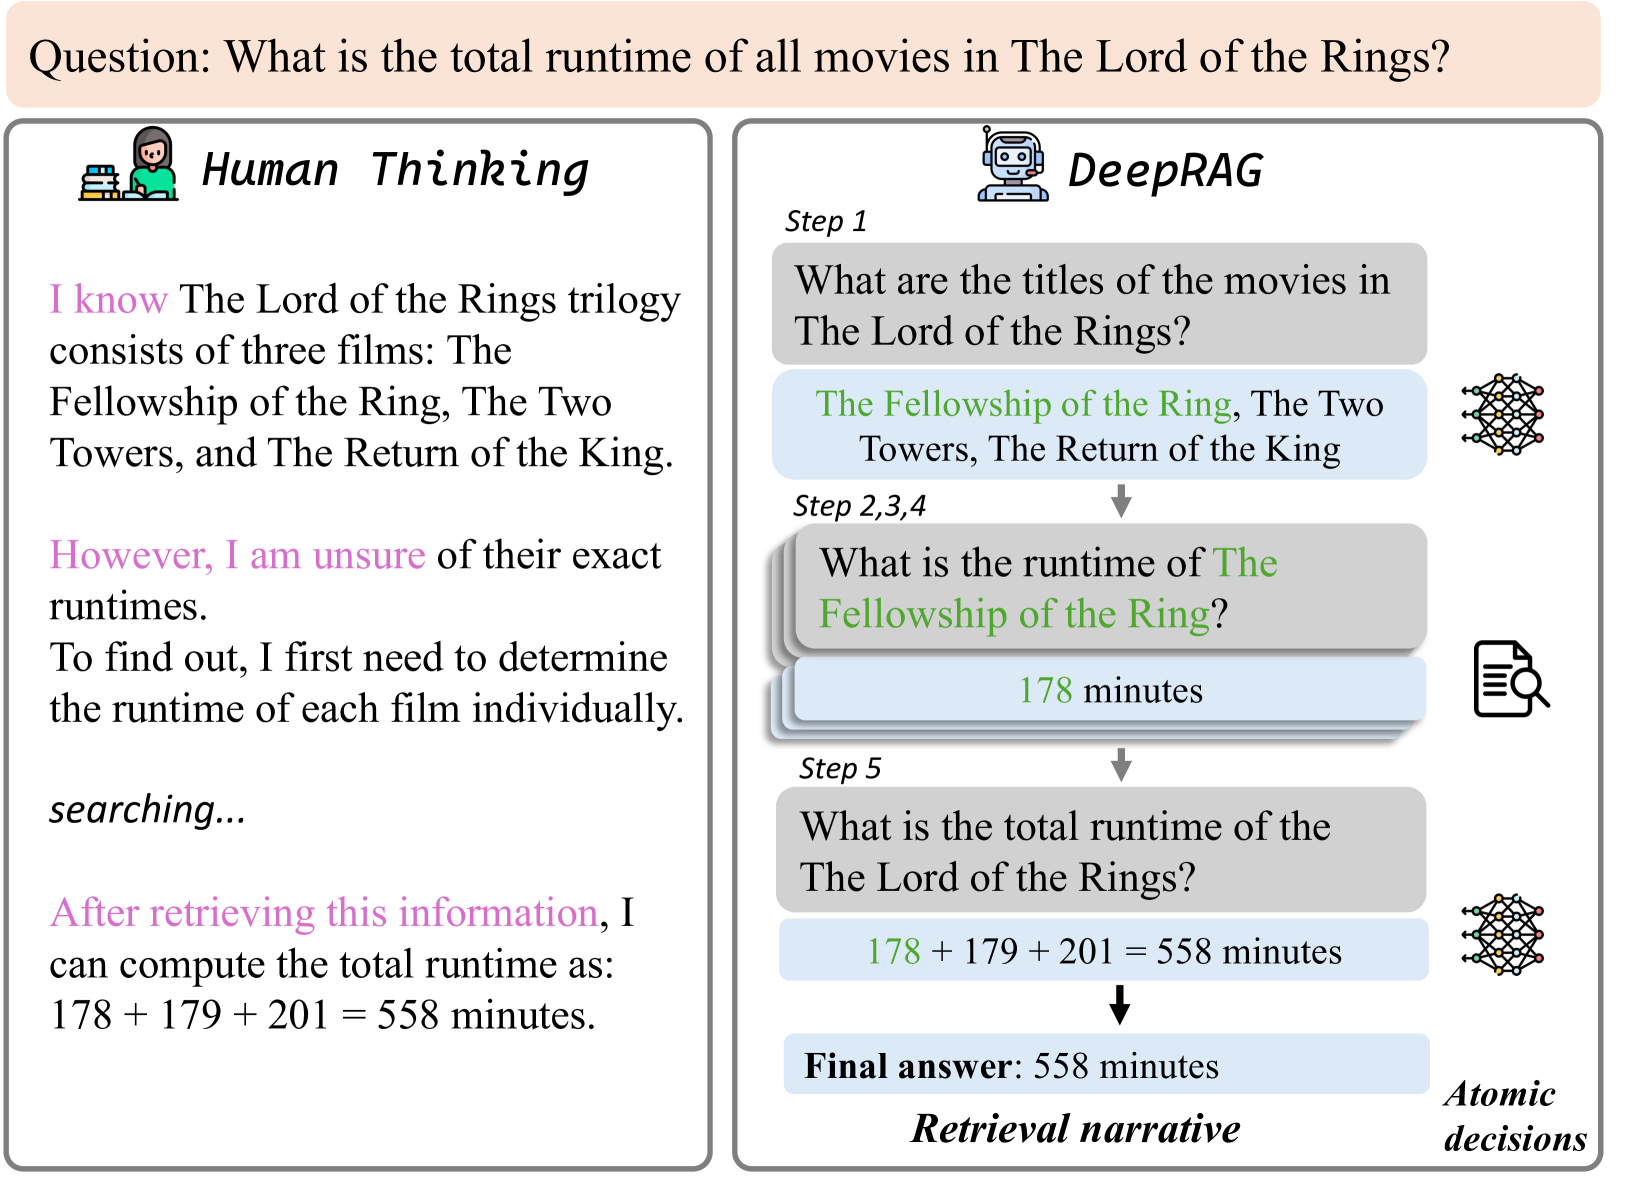 Question: What is the total runtime of all movies in The Lord of the Rings?
Human Thinking
I know The Lord of the Rings trilogy
consists of three films: The
Fellowship of the Ring, The Two
Towers, and The Return of the King.
However, I am unsure of their exact
runtimes.
To find out, I first need to determine
the runtime of each film individually.
searching...
After retrieving this information, I
can compute the total runtime as:
178 + 179 + 201 = 558 minutes.
DeepRAG
Step 1
What are the titles of the movies in
The Lord of the Rings?
The Fellowship of the Ring, The Two
Towers, The Return of the King
Step 2,3,4
What is the runtime of The
Fellowship of the Ring?
178 minutes
Step 5
What is the total runtime of the
The Lord of the Rings?
178 + 179 + 201 = 558 minutes
Final answer: 558 minutes
Retrieval narrative
Atomic
decisions